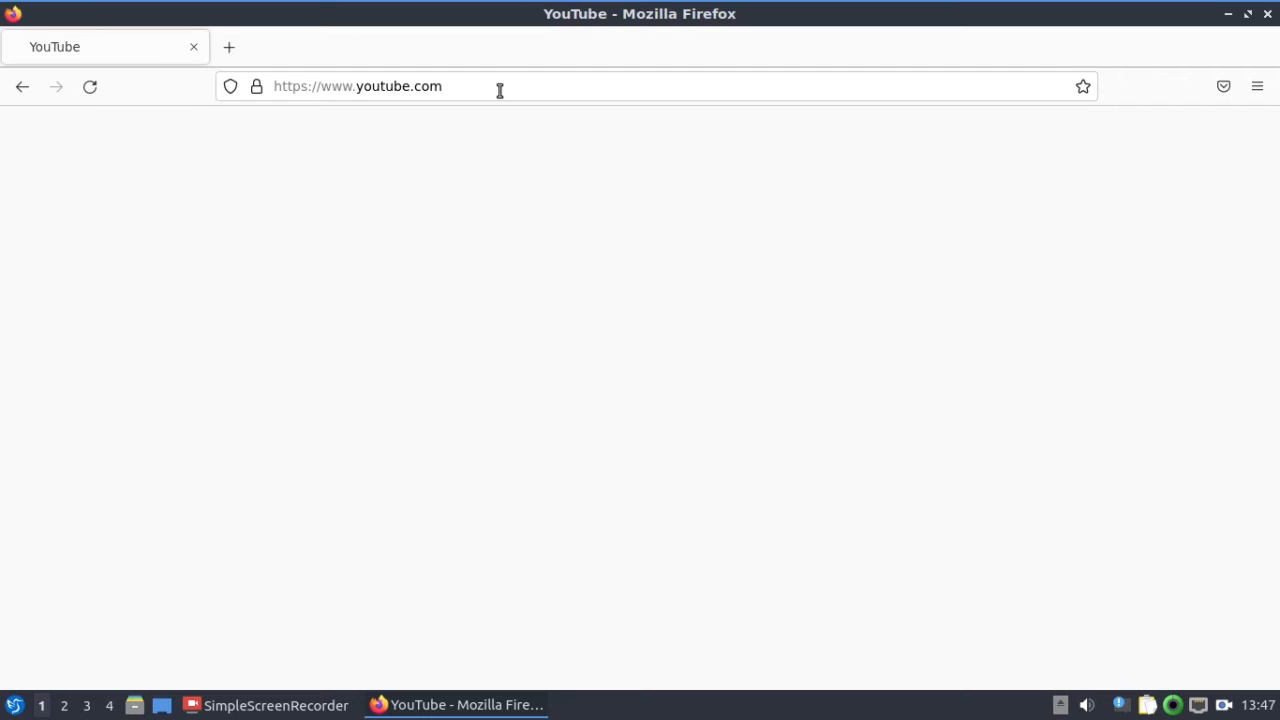 YouTube - Mozilla Firefox
YouTube
https://www.youtube.com
1 2 3 4 SimpleScreenRecorder YouTube - Mozilla Fire... 13:47